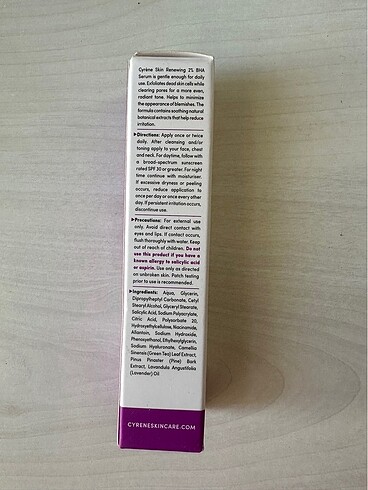 Cyréne Skin Renewing 2% BHA
Serum is gentle enough for daily
use. Exfoliates dead skin cells while
clearing pores for a more even,
radiant tone. Helps to minimize
the appearance of blemishes. The
formula contains soothing natural
botanical extracts that help reduce
irritation.
▶Directions: Apply once or twice
daily. After cleansing and/or
toning apply to your face, chest
and neck. For daytime, follow with
a broad-spectrum sunscreen
rated SPF 30 or greater. For night
time continue with moisturiser.
If excessive dryness or peeling
occurs, reduce application to
once per day or once every other
day. If persistent irritation occurs,
discontinue use.
▶Precautions: For external use
only. Avoid direct contact with
eyes and lips. If contact occurs,
flush thoroughly with water. Keep
out of reach of children. Do not
use this product if you have a
known allergy to salicylic acid
or aspirin. Use only as directed
on unbroken skin. Patch testing
prior to use is recommended.
▶Ingredients: Aqua, Glycerin,
Dipropylheptyl Carbonate, Cetyl
Stearyl Alcohol, Glyceryl Stearate,
Salicylic Acid, Sodium Polyacrylate,
Citric Acid, Polysorbate 20,
Hydroxyethylcellulose, Niacinamide,
Allantoin, Sodium Hydroxide,
Phenoxyethanol, Ethylhexylglycerin,
Sodium Hyaluronate, Camellia
Sinensis (Green Tea) Leaf Extract,
Pinus Pinaster (Pine) Bark
Extract, Lavandula Angustifolia
(Lavender) Oil
CYRENESKINCARE.COM